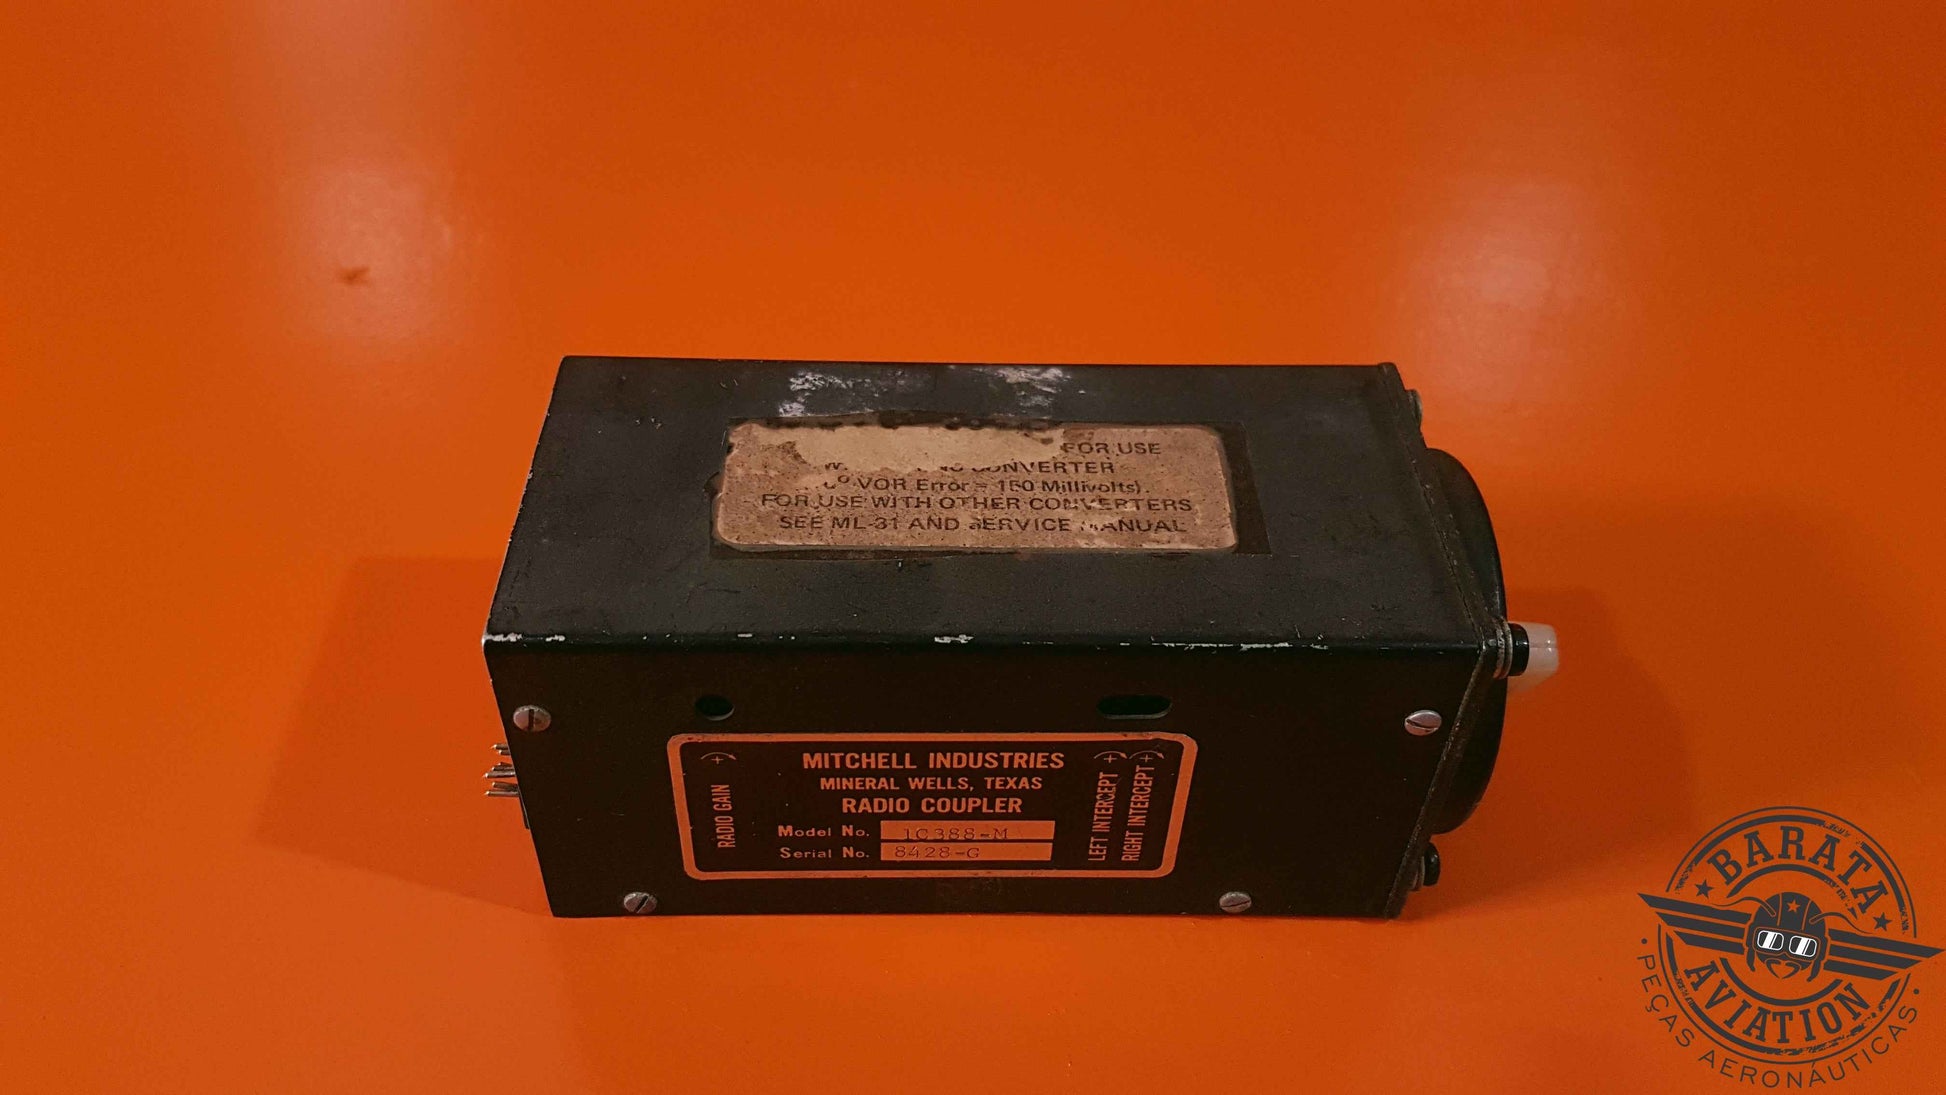 FOR USE
CONVERTER
VOR Error = 150 Millivolts).
FOR USE WITH OTHER CONVERTERS
SEE ML-31 AND SERVICE MANUAL
RADIO GAIN
MITCHELL INDUSTRIES
MINERAL WELLS, TEXAS
RADIO COUPLER
Model No. 1C388-M
Serial No. 8428-G
LEFT INTERCEPT
RIGHT INTERCEPT
BARATA
AVIATION
• PEÇAS AERONÁUTICAS •